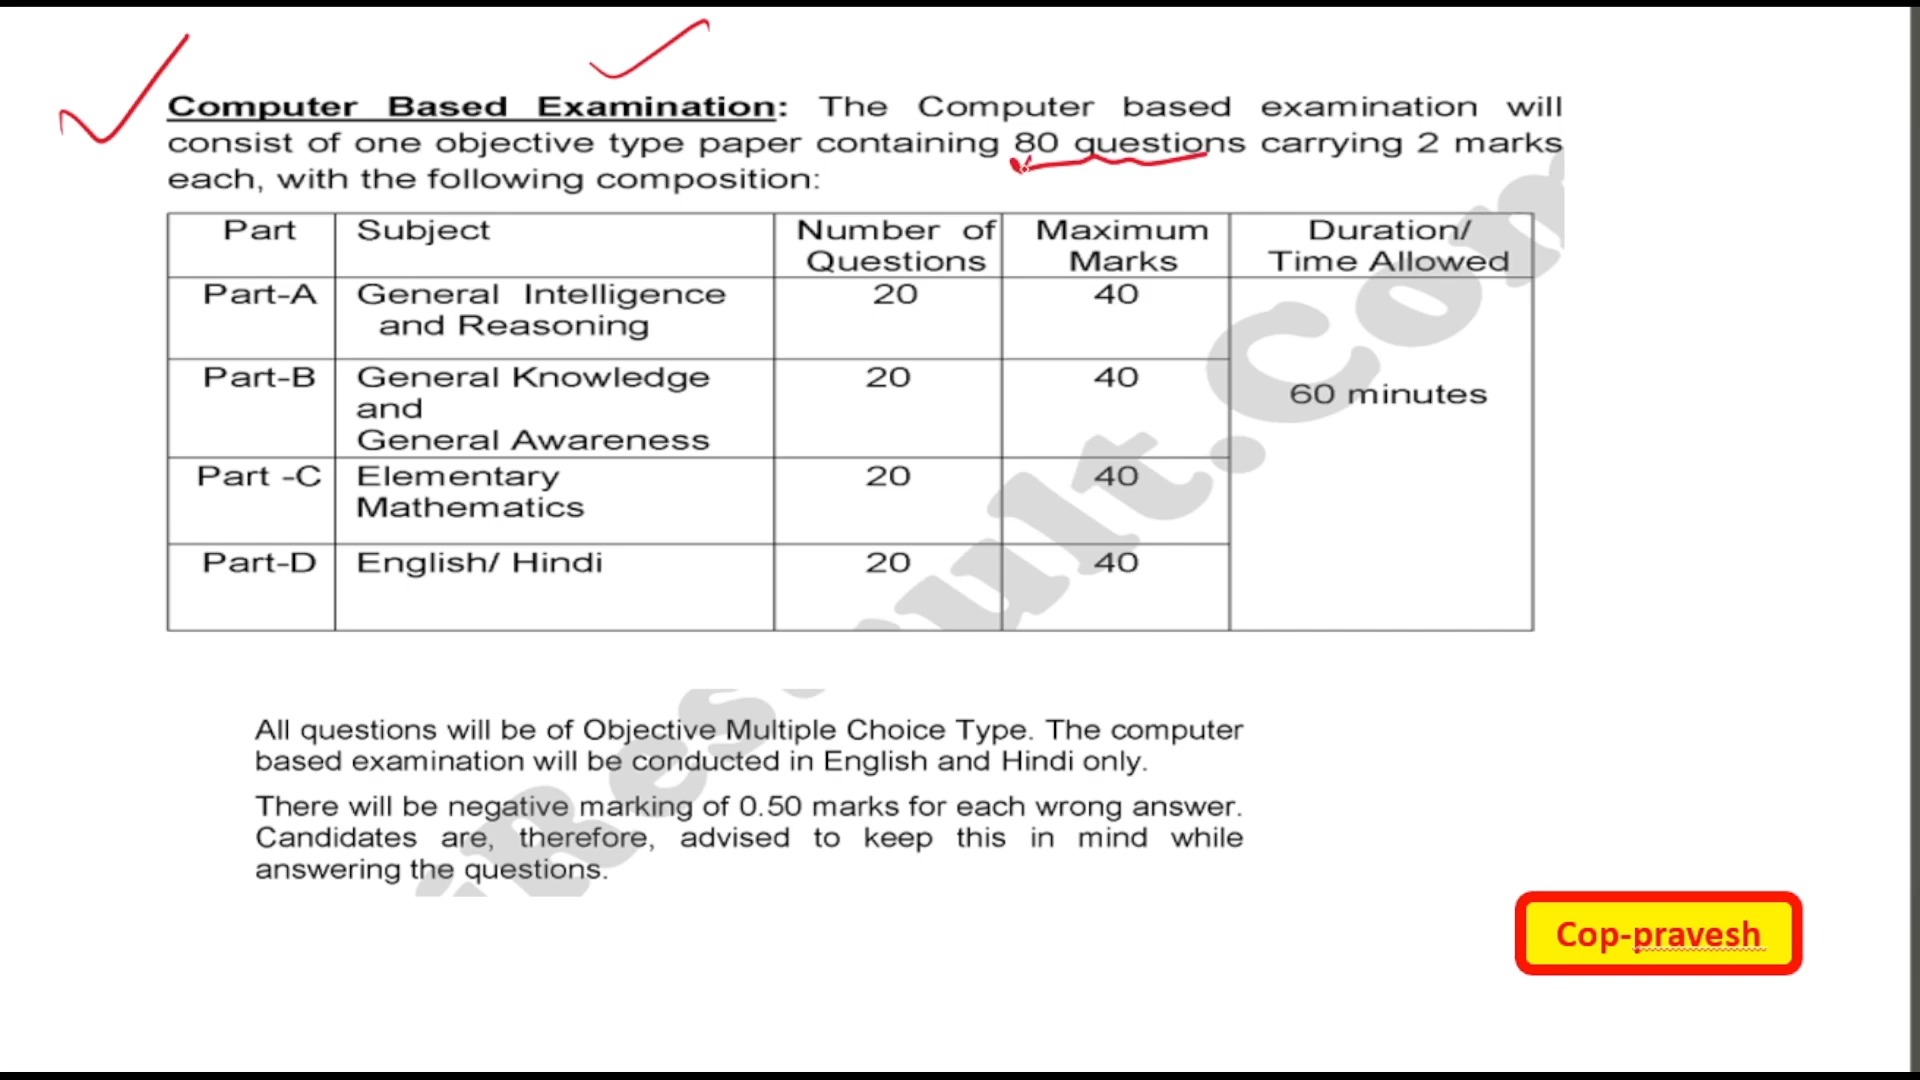 Computer Based Examination: The Computer based examination will
consist of one objective type paper containing 80 questions carrying 2 marks
each, with the following composition:
Part Subject Number of Questions Maximum Marks Duration/ Time Allowed
Part-A General Intelligence and Reasoning 20 40 60 minutes
Part-B General Knowledge and General Awareness 20 40
Part -C Elementary Mathematics 20 40
Part-D English/ Hindi 20 40
All questions will be of Objective Multiple Choice Type. The computer
based examination will be conducted in English and Hindi only.
There will be negative marking of 0.50 marks for each wrong answer.
Candidates are, therefore, advised to keep this in mind while
answering the questions.
Cop-pravesh